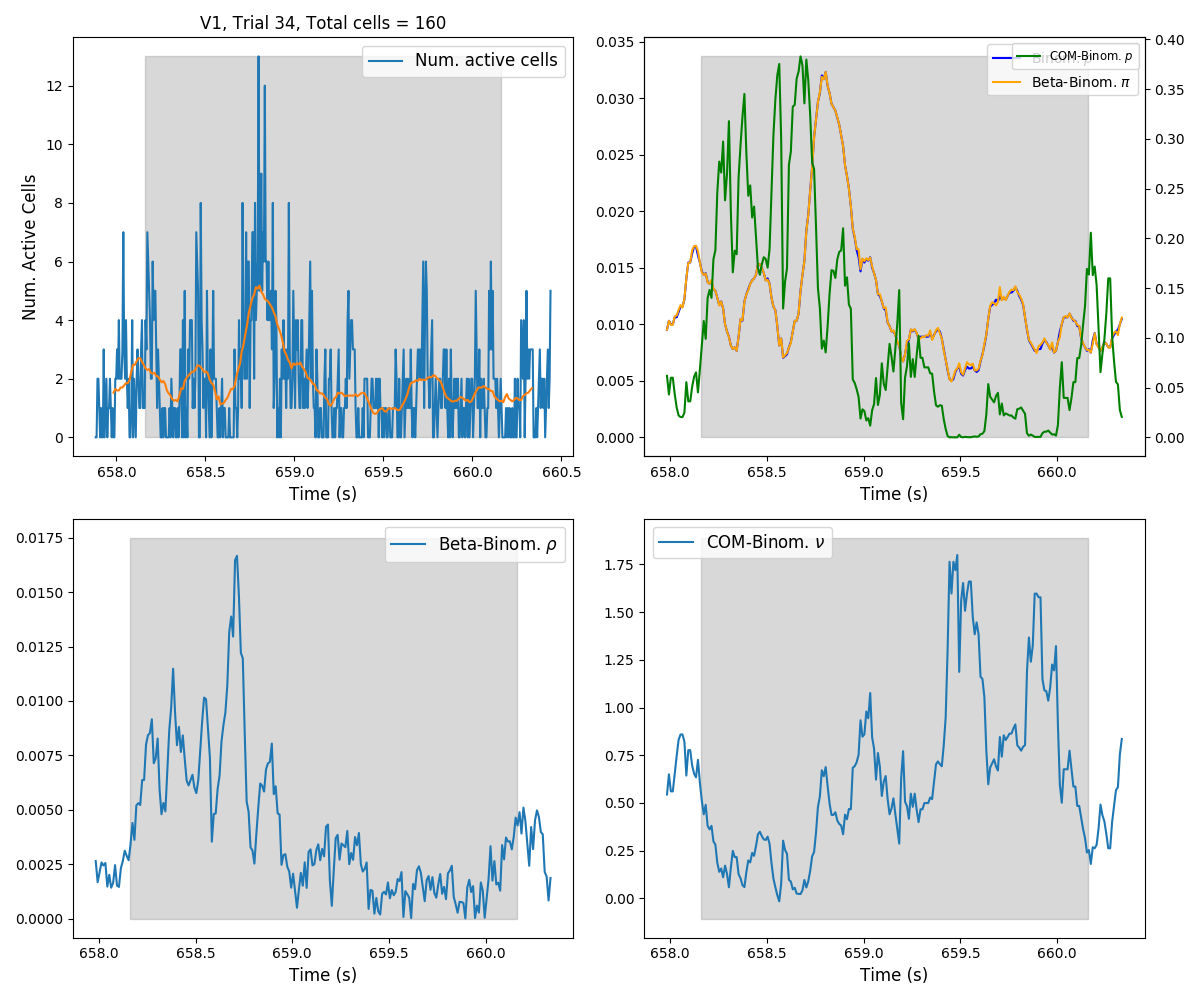 V1, Trial 34, Total cells = 160
Num. active cells
Num. Active Cells
12
10
8
6
4
2
0
658.0 658.5 659.0 659.5 660.0 660.5
Time (s)
COM-Binom. p
Beta-Binom. π
0.035
0.030
0.025
0.020
0.015
0.010
0.005
0.000
0.40
0.35
0.30
0.25
0.20
0.15
0.10
0.05
0.00
658.0 658.5 659.0 659.5 660.0
Time (s)
Beta-Binom. ρ
0.0175
0.0150
0.0125
0.0100
0.0075
0.0050
0.0025
0.0000
658.0 658.5 659.0 659.5 660.0
Time (s)
COM-Binom. ν
1.75
1.50
1.25
1.00
0.75
0.50
0.25
0.00
658.0 658.5 659.0 659.5 660.0
Time (s)